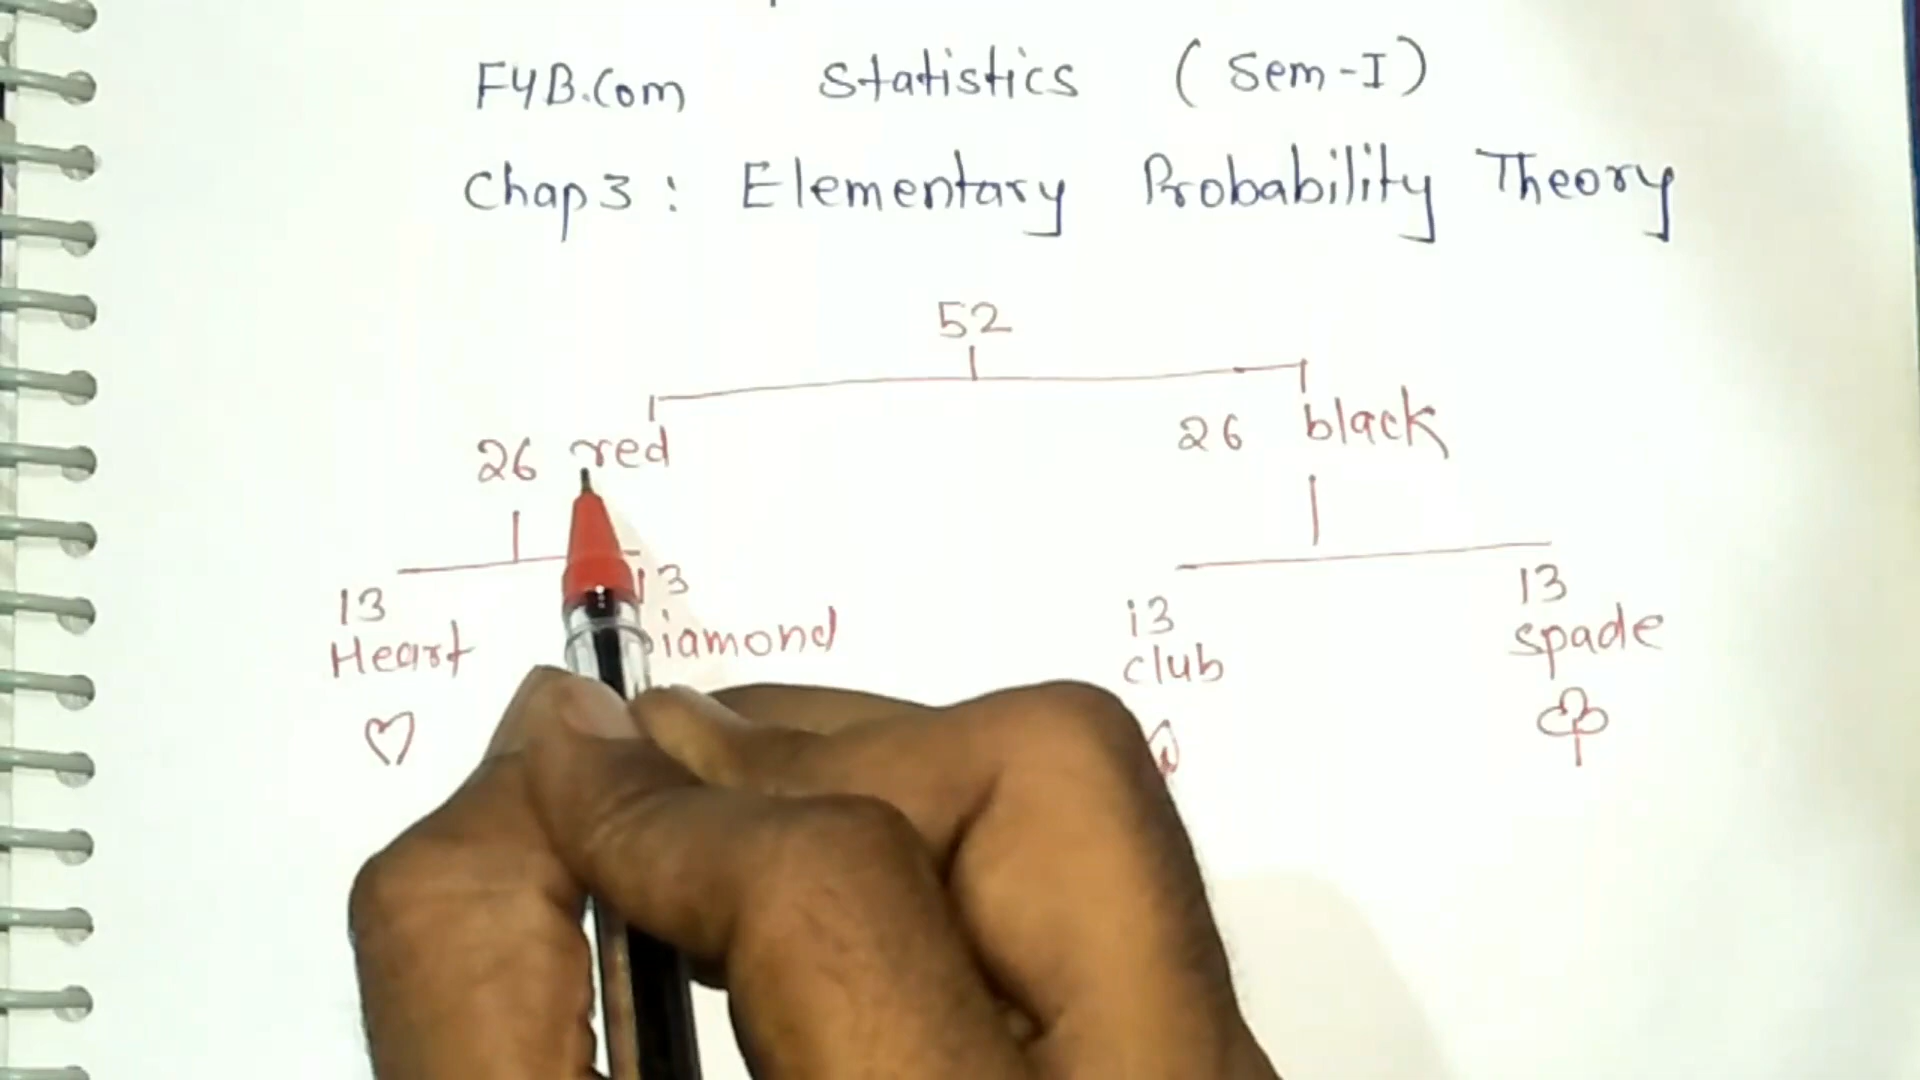 FYB.Com Statistics (Sem-I)
Chap 3 : Elementary Probability Theory
52
26 red 26 black
13 13 13 13
Heart Diamond club spade